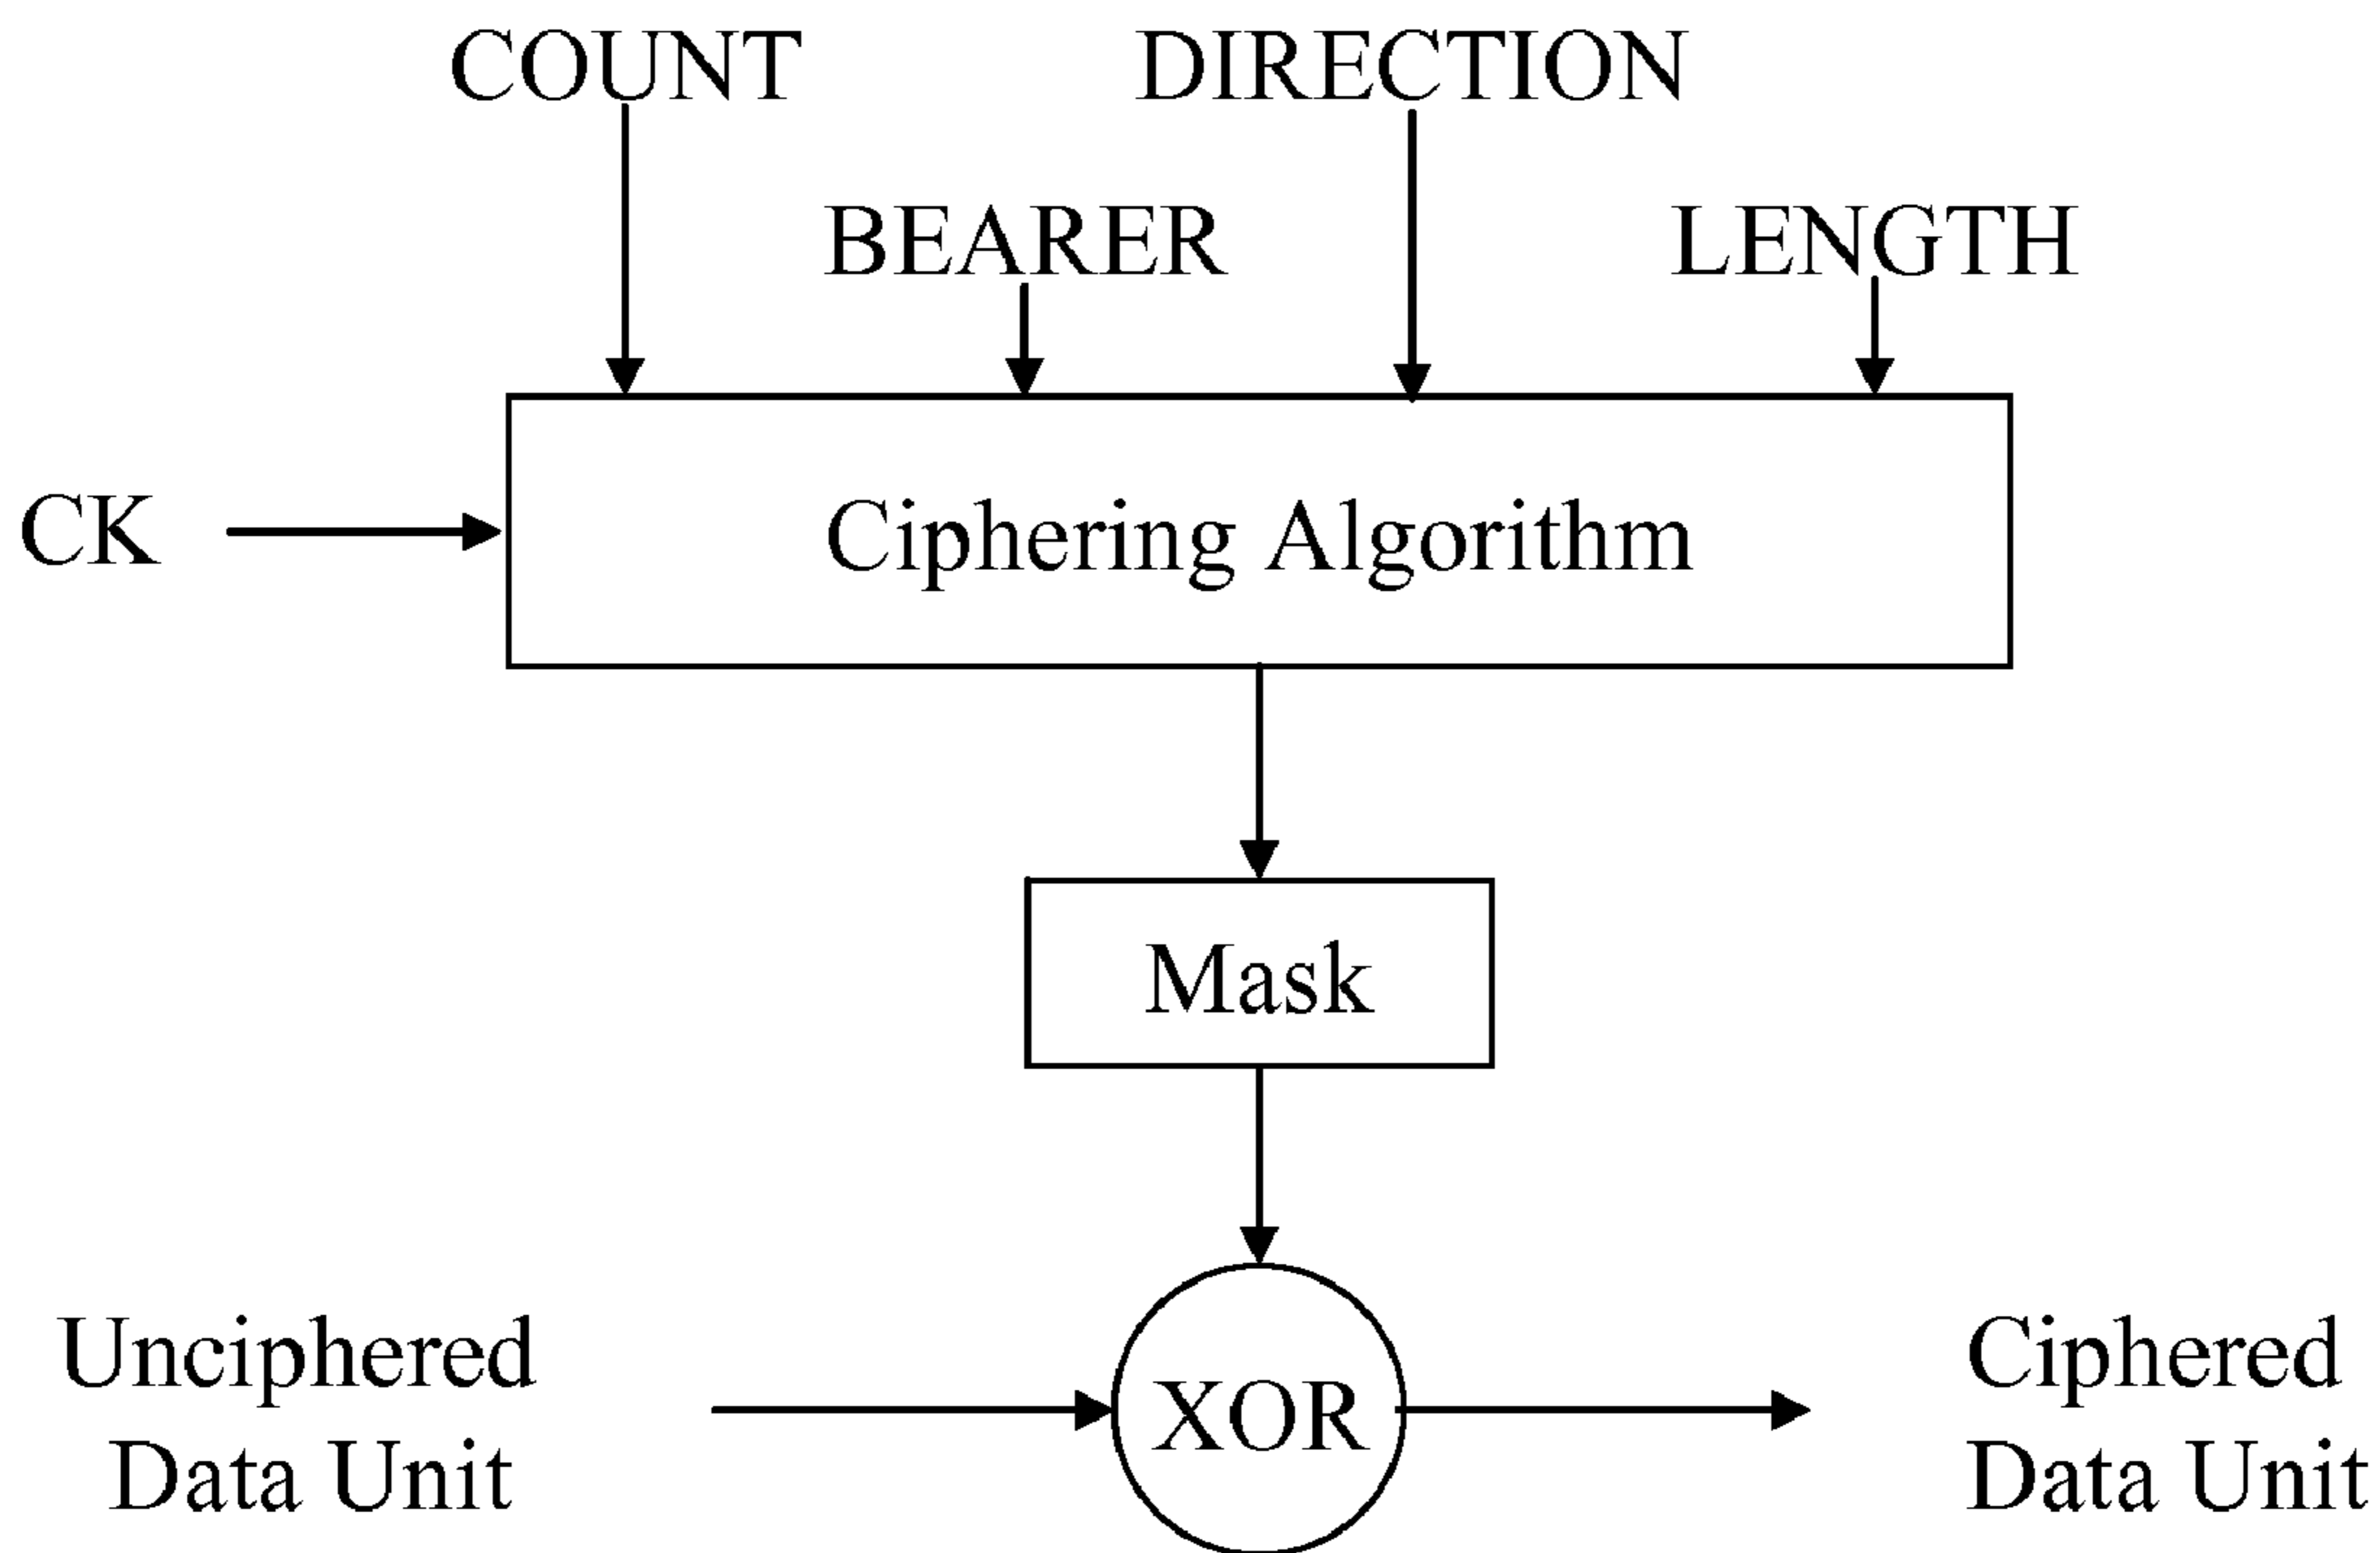 COUNT DIRECTION
BEARER LENGTH
CK
Ciphering Algorithm
Mask
Unciphered
Data Unit
XOR
Ciphered
Data Unit